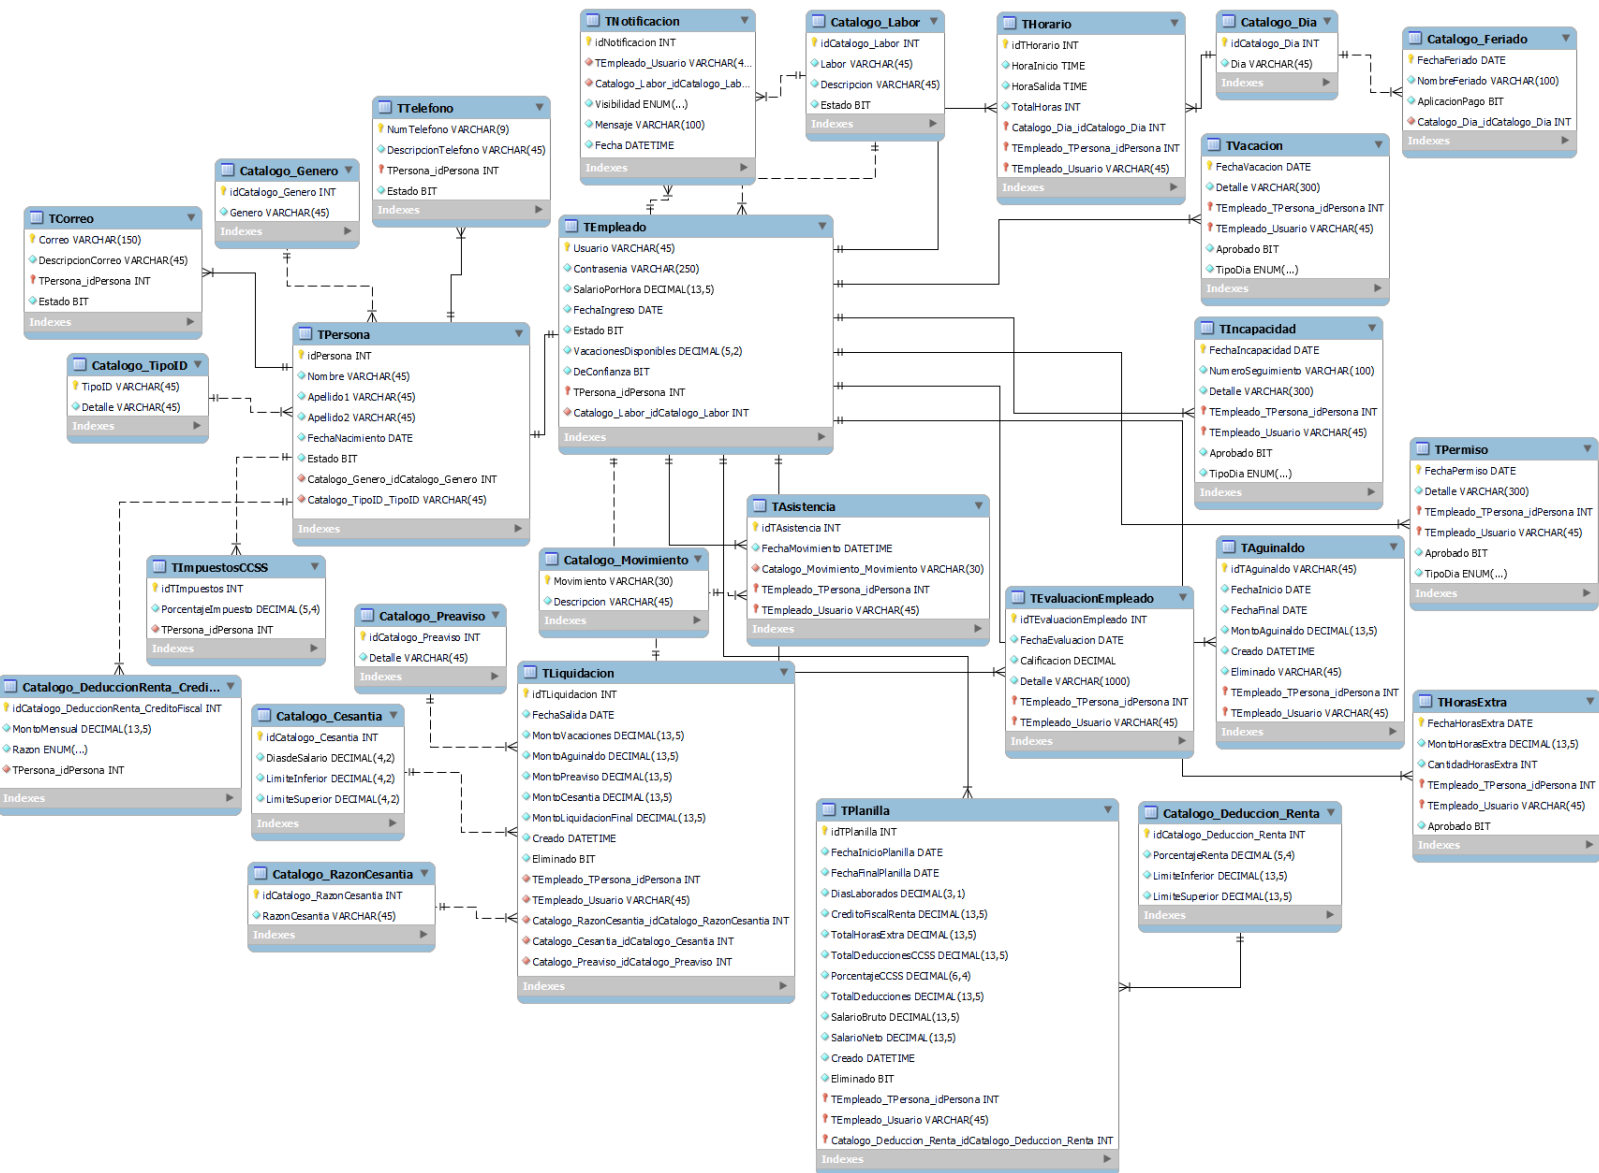 TNotificacion
idNotificacion INT
TEmpleado_Usuario VARCHAR(4...
Catalogo_Labor_idCatalogo_Lab...
Visibilidad ENUM(...)
Mensaje VARCHAR(100)
Fecha DATETIME
Indexes
Catalogo_Labor
idCatalogo_Labor INT
Labor VARCHAR(45)
Descripcion VARCHAR(45)
Estado BIT
Indexes
THorario
idTHorario INT
HoraInicio TIME
HoraSalida TIME
TotalHoras INT
Catalogo_Dia_idCatalogo_Dia INT
TEmpleado_TPersona_idPersona INT
TEmpleado_Usuario VARCHAR(45)
Indexes
Catalogo_Dia
idCatalogo_Dia INT
Dia VARCHAR(45)
Indexes
Catalogo_Feriado
FechaFeriado DATE
NombreFeriado VARCHAR(100)
AplicacionPago BIT
Catalogo_Dia_idCatalogo_Dia INT
Indexes
TTelefono
NumTelefono VARCHAR(9)
DescripcionTelefono VARCHAR(45)
TPersona_idPersona INT
Estado BIT
Indexes
Catalogo_Genero
idCatalogo_Genero INT
Genero VARCHAR(45)
Indexes
TCorreo
Correo VARCHAR(150)
DescripcionCorreo VARCHAR(45)
TPersona_idPersona INT
Estado BIT
Indexes
TVacacion
FechaVacacion DATE
Detalle VARCHAR(300)
TEmpleado_TPersona_idPersona INT
TEmpleado_Usuario VARCHAR(45)
Aprobado BIT
TipoDia ENUM(...)
Indexes
TEmpleado
Usuario VARCHAR(45)
Contrasenia VARCHAR(250)
SalarioPorHora DECIMAL(13,5)
FechaIngreso DATE
Estado BIT
VacacionesDisponibles DECIMAL(5,2)
DeConfianza BIT
TPersona_idPersona INT
Catalogo_Labor_idCatalogo_Labor INT
Indexes
TPersona
idPersona INT
Nombre VARCHAR(45)
Apellido1 VARCHAR(45)
Apellido2 VARCHAR(45)
FechaNacimiento DATE
Estado BIT
Catalogo_Genero_idCatalogo_Genero INT
Catalogo_TipoID_TipoID VARCHAR(45)
Indexes
Catalogo_TipoID
TipoID VARCHAR(45)
Detalle VARCHAR(45)
Indexes
TIncapacidad
FechaIncapacidad DATE
NumeroSeguimiento VARCHAR(100)
Detalle VARCHAR(300)
TEmpleado_TPersona_idPersona INT
TEmpleado_Usuario VARCHAR(45)
Aprobado BIT
TipoDia ENUM(...)
Indexes
TPermiso
FechaPermiso DATE
Detalle VARCHAR(300)
TEmpleado_TPersona_idPersona INT
TEmpleado_Usuario VARCHAR(45)
Aprobado BIT
TipoDia ENUM(...)
Indexes
TAsistencia
idTAsistencia INT
FechaMovimiento DATETIME
Catalogo_Movimiento_Movimiento VARCHAR(30)
TEmpleado_TPersona_idPersona INT
TEmpleado_Usuario VARCHAR(45)
Indexes
Catalogo_Movimiento
Movimiento VARCHAR(30)
Descripcion VARCHAR(45)
Indexes
TImpuestosCCSS
idTImpuestos INT
PorcentajeImpuesto DECIMAL(5,4)
TPersona_idPersona INT
Indexes
TAguinaldo
idTAguinaldo VARCHAR(45)
FechaInicio DATE
FechaFinal DATE
MontoAguinaldo DECIMAL(13,5)
Creado DATETIME
Eliminado VARCHAR(45)
TEmpleado_TPersona_idPersona INT
TEmpleado_Usuario VARCHAR(45)
Indexes
TEvaluacionEmpleado
idTEvaluacionEmpleado INT
FechaEvaluacion DATE
Calificacion DECIMAL
Detalle VARCHAR(1000)
TEmpleado_TPersona_idPersona INT
TEmpleado_Usuario VARCHAR(45)
Indexes
Catalogo_Preaviso
idCatalogo_Preaviso INT
Detalle VARCHAR(45)
Indexes
Catalogo_DeduccionRenta_Credi...
idCatalogo_DeduccionRenta_CreditoFiscal INT
MontoMensual DECIMAL(13,5)
Razon ENUM(...)
TPersona_idPersona INT
Indexes
Catalogo_Cesantia
idCatalogo_Cesantia INT
DiasdeSalario DECIMAL(4,2)
LimiteInferior DECIMAL(4,2)
LimiteSuperior DECIMAL(4,2)
Indexes
TLiquidacion
idTLiquidacion INT
FechaSalida DATE
MontoVacaciones DECIMAL(13,5)
MontoAguinaldo DECIMAL(13,5)
MontoPreaviso DECIMAL(13,5)
MontoCesantia DECIMAL(13,5)
MontoLiquidacionFinal DECIMAL(13,5)
Creado DATETIME
Eliminado BIT
TEmpleado_TPersona_idPersona INT
TEmpleado_Usuario VARCHAR(45)
Catalogo_RazonCesantia_idCatalogo_RazonCesantia INT
Catalogo_Cesantia_idCatalogo_Cesantia INT
Catalogo_Preaviso_idCatalogo_Preaviso INT
Indexes
THorasExtra
FechaHorasExtra DATE
MontoHorasExtra DECIMAL(13,5)
CantidadHorasExtra INT
TEmpleado_TPersona_idPersona INT
TEmpleado_Usuario VARCHAR(45)
Aprobado BIT
Indexes
Catalogo_RazonCesantia
idCatalogo_RazonCesantia INT
RazonCesantia VARCHAR(45)
Indexes
TPlanilla
idTPlanilla INT
FechaInicioPlanilla DATE
FechaFinalPlanilla DATE
DiasLaborados DECIMAL(3,1)
CreditoFiscalRenta DECIMAL(13,5)
TotalHorasExtra DECIMAL(13,5)
TotalDeduccionesCCSS DECIMAL(13,5)
PorcentajeCCSS DECIMAL(6,4)
TotalDeducciones DECIMAL(13,5)
SalarioBruto DECIMAL(13,5)
SalarioNeto DECIMAL(13,5)
Creado DATETIME
Eliminado BIT
TEmpleado_TPersona_idPersona INT
TEmpleado_Usuario VARCHAR(45)
Catalogo_Deduccion_Renta_idCatalogo_Deduccion_Renta INT
Indexes
Catalogo_Deduccion_Renta
idCatalogo_Deduccion_Renta INT
PorcentajeRenta DECIMAL(5,4)
LimiteInferior DECIMAL(13,5)
LimiteSuperior DECIMAL(13,5)
Indexes